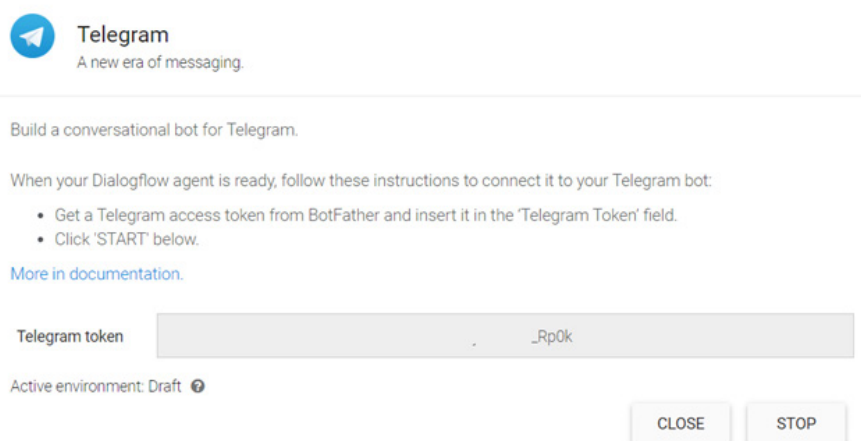 Telegram
A new era of messaging.
Build a conversational bot for Telegram.
When your Dialogflow agent is ready, follow these instructions to connect it to your Telegram bot:
• Get a Telegram access token from BotFather and insert it in the 'Telegram Token' field.
• Click 'START' below.
More in documentation.
Telegram token _Rp0k
Active environment: Draft ?
CLOSE STOP